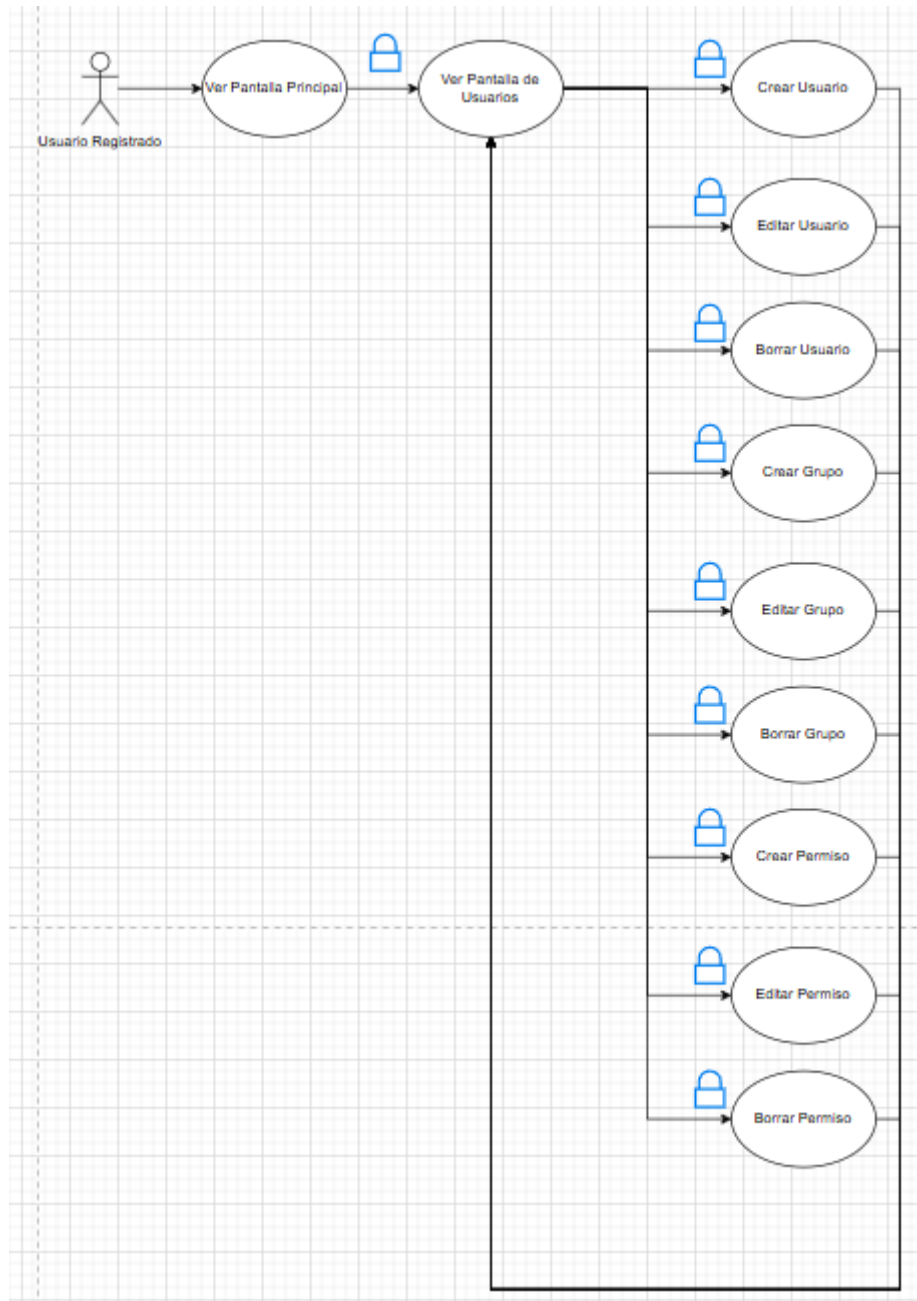 Usuario Registrado
Ver Pantalla Principal
Ver Pantalla de
Usuarios
Crear Usuario
Editar Usuario
Borrar Usuario
Crear Grupo
Editar Grupo
Borrar Grupo
Crear Permiso
Editar Permiso
Borrar Permiso